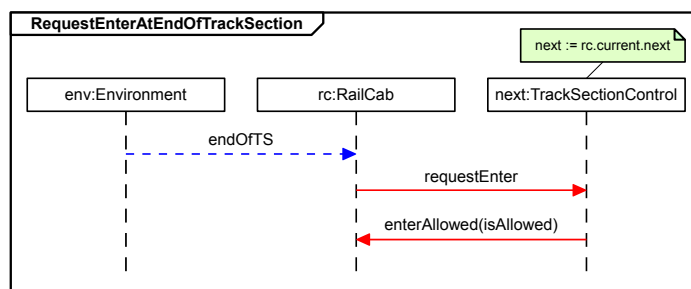 RequestEnterAtEndOfTrackSection
next := rc.current.next
env:Environment
rc:RailCab
next:TrackSectionControl
endOfTS
requestEnter
enterAllowed(isAllowed)